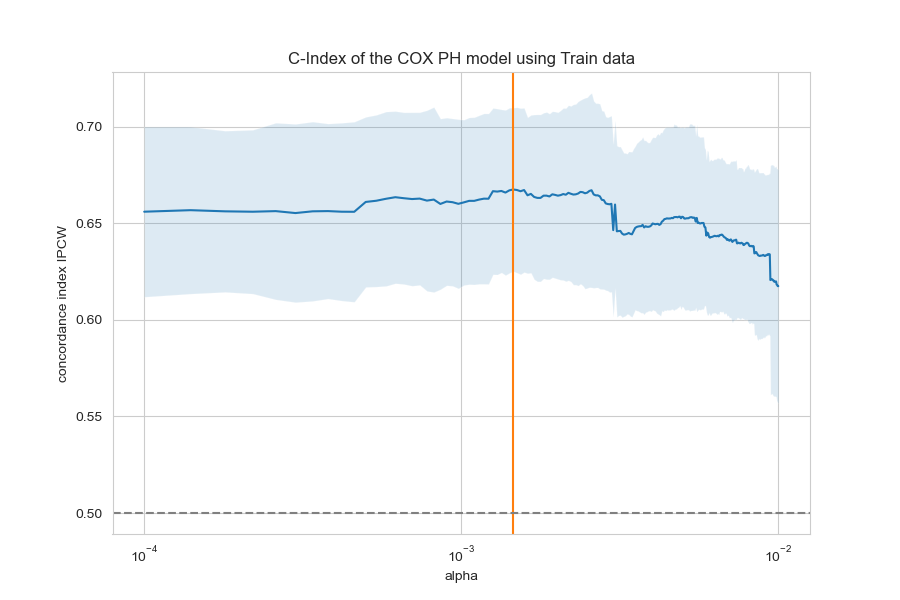 C-Index of the COX PH model using Train data
concordance index IPCW
0.70
0.65
0.60
0.55
0.50
10⁻⁴ 10⁻³ 10⁻²
alpha